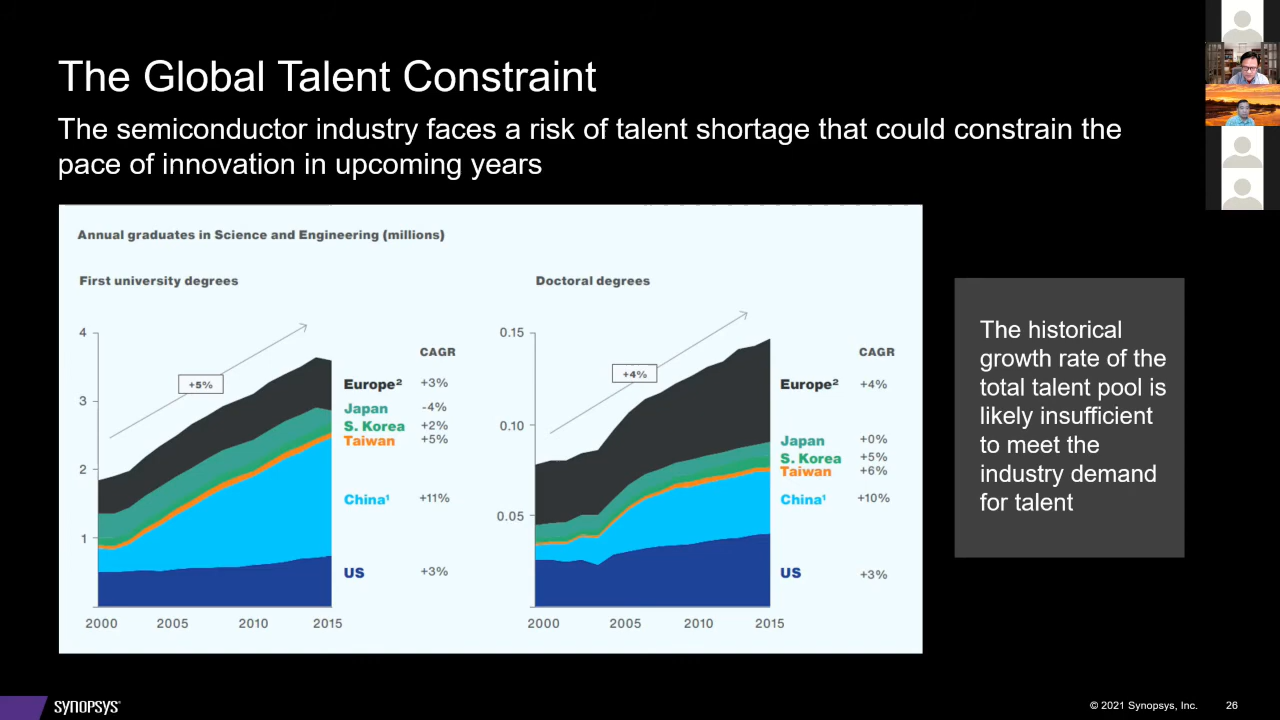 The Global Talent Constraint
The semiconductor industry faces a risk of talent shortage that could constrain the
pace of innovation in upcoming years
Annual graduates in Science and Engineering (millions)
First university degrees
4
3
2
1
+5%
CAGR
Europe² +3%
Japan -4%
S. Korea +2%
Taiwan +5%
China¹ +11%
US +3%
2000 2005 2010 2015
Doctoral degrees
0.15
0.10
0.05
+4%
CAGR
Europe² +4%
Japan +0%
S. Korea +5%
Taiwan +6%
China¹ +10%
US +3%
2000 2005 2010 2015
The historical
growth rate of the
total talent pool is
likely insufficient
to meet the
industry demand
for talent
SYNOPSYS®
© 2021 Synopsys, Inc. 26